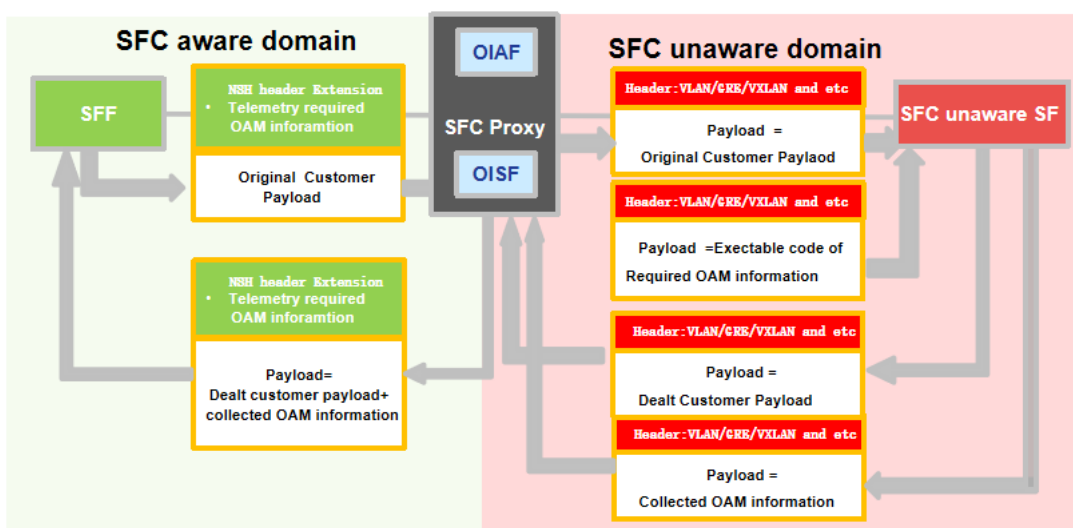 SFC aware domain
SFF
NSH header Extension
• Telemetry required
OAM inforamtion
Original Customer
Payload
NSH header Extension
• Telemetry required
OAM inforamtion
Payload=
Dealt customer payload+
collected OAM information
OIAF
SFC Proxy
OISF
SFC unaware domain
Header:VLAN/GRE/VXLAN and etc
Payload =
Original Customer Paylaod
Header:VLAN/GRE/VXLAN and etc
Payload =Exectable code of
Required OAM information
Header:VLAN/GRE/VXLAN and etc
Payload =
Dealt Customer Payload
Header:VLAN/GRE/VXLAN and etc
Payload =
Collected OAM information
SFC unaware SF